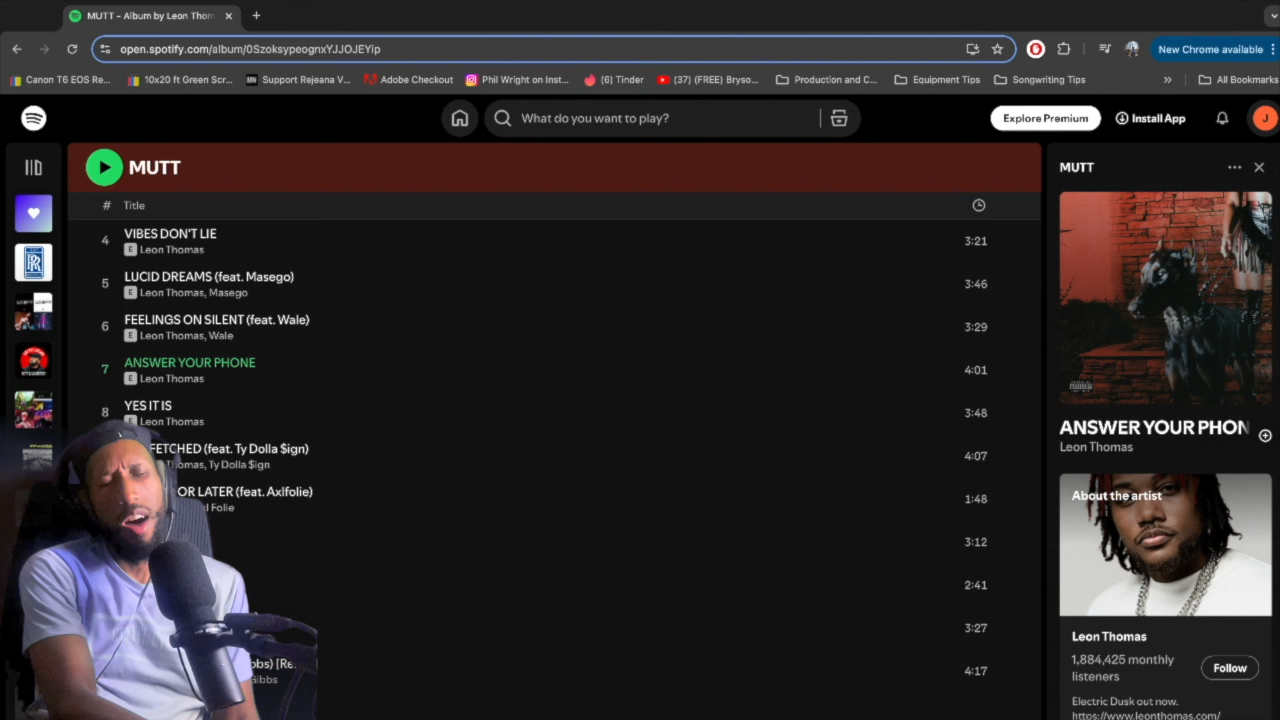 MUTT - Album by Leon Thom
open.spotify.com/album/0SzoksypeognxYJJOJEYip
New Chrome available
Canon T6 EOS Re...
10x20 ft Green Scr...
Support Rejeana V...
Adobe Checkout
Phil Wright on Inst...
(6) Tinder
(37) (FREE) Bryso...
Production and C...
Equipment Tips
Songwriting Tips
»
All Bookmarks
What do you want to play?
Explore Premium
Install App
J
MUTT
# Title
4 VIBES DON'T LIE 3:21
E Leon Thomas
5 LUCID DREAMS (feat. Masego) 3:46
E Leon Thomas, Masego
6 FEELINGS ON SILENT (feat. Wale) 3:29
E Leon Thomas, Wale
7 ANSWER YOUR PHONE 4:01
E Leon Thomas
8 YES IT IS 3:48
E Leon Thomas
FETCHED (feat. Ty Dolla $ign) 4:07
Thomas, Ty Dolla $ign
OR LATER (feat. Axlfolie) 1:48
l Folie
3:12
2:41
3:27
4:17
Gibbs
MUTT
ANSWER YOUR PHON
Leon Thomas
About the artist
Leon Thomas
1,884,425 monthly
listeners
Follow
Electric Dusk out now.
https://www.leonthomas.com/